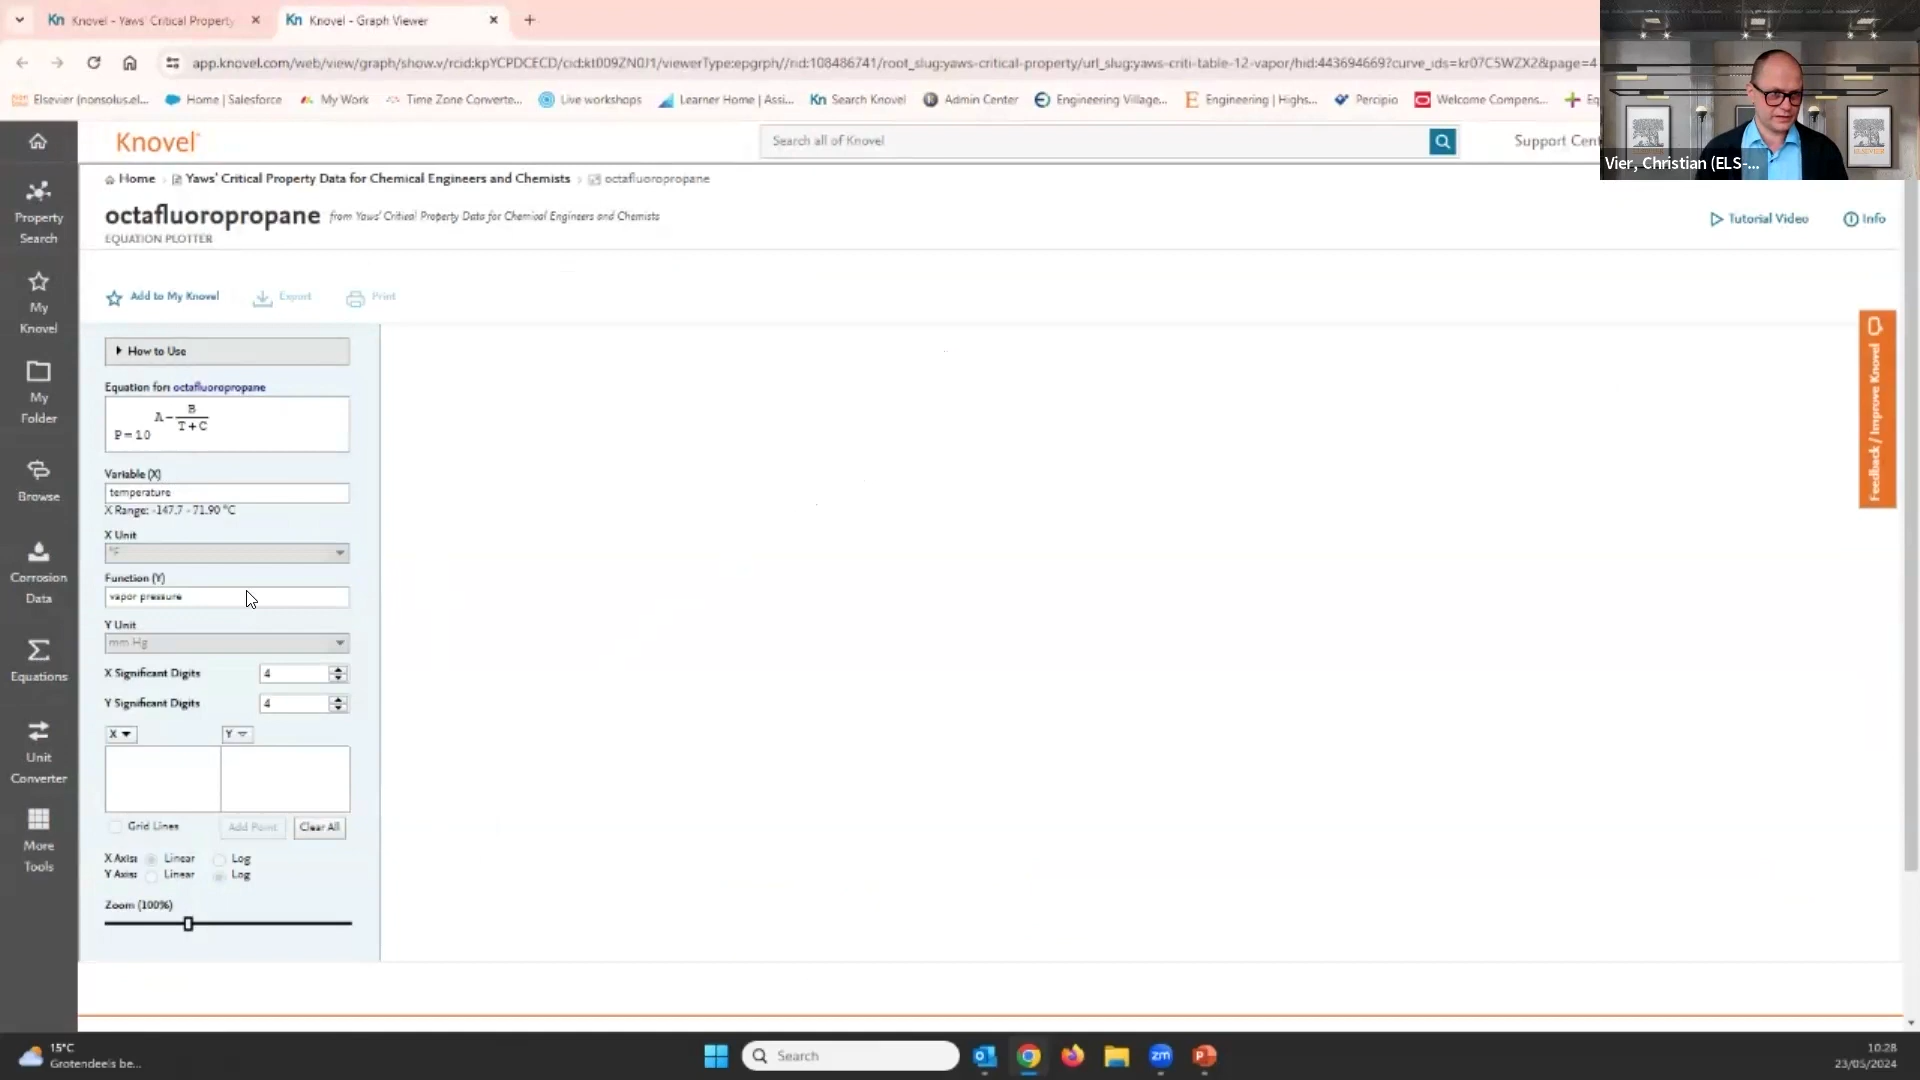 Kn Knovel - Yaws' Critical Property
Kn Knovel - Graph Viewer
app.knovel.com/web/view/graph/show.v/rcid:kpYCPDCECD/cid:kt009ZN0J1/viewerType:eptgrph//rid:108486741/root_slug:yaws-critical-property/url_slug:yaws-criti-table-12-vapor/hid:443694669?curve_ids=kr07C5WZX2&page=4
Elsevier (nonsolus.el...
Home | Salesforce
My Work
Time Zone Converte...
Live workshops
Learner Home | Assi...
Kn Search Knovel
Admin Center
Engineering Village...
Engineering | Highs...
Percipio
Welcome Compens...
Eq
Vier, Christian (ELS-...
Knovel
Search all of Knovel
Support Cent
Home
Yaws' Critical Property Data for Chemical Engineers and Chemists
octafluoropropane
octafluoropropane from Yaws' Critical Property Data for Chemical Engineers and Chemists
EQUATION PLOTTER
Tutorial Video
Info
Add to My Knovel
Export
Print
Property
Search
My
Knovel
My
Folder
Browse
Corrosion
Data
Equations
Unit
Converter
More
Tools
How to Use
Equation for: octafluoropropane
P=10 A- B
T+C
Variable (X)
temperature
X Range: -147.7 - 71.90 °C
X Unit
°F
Function (Y)
vapor pressure
Y Unit
mm Hg
X Significant Digits 4
Y Significant Digits 4
X Y
Grid Lines Add Point Clear All
X Axis: Linear Log
Y Axis: Linear Log
Zoom (100%)
Feedback / Improve Knovel
15°C
Grotendeels be...
Search
zm
10:28
23/05/2024